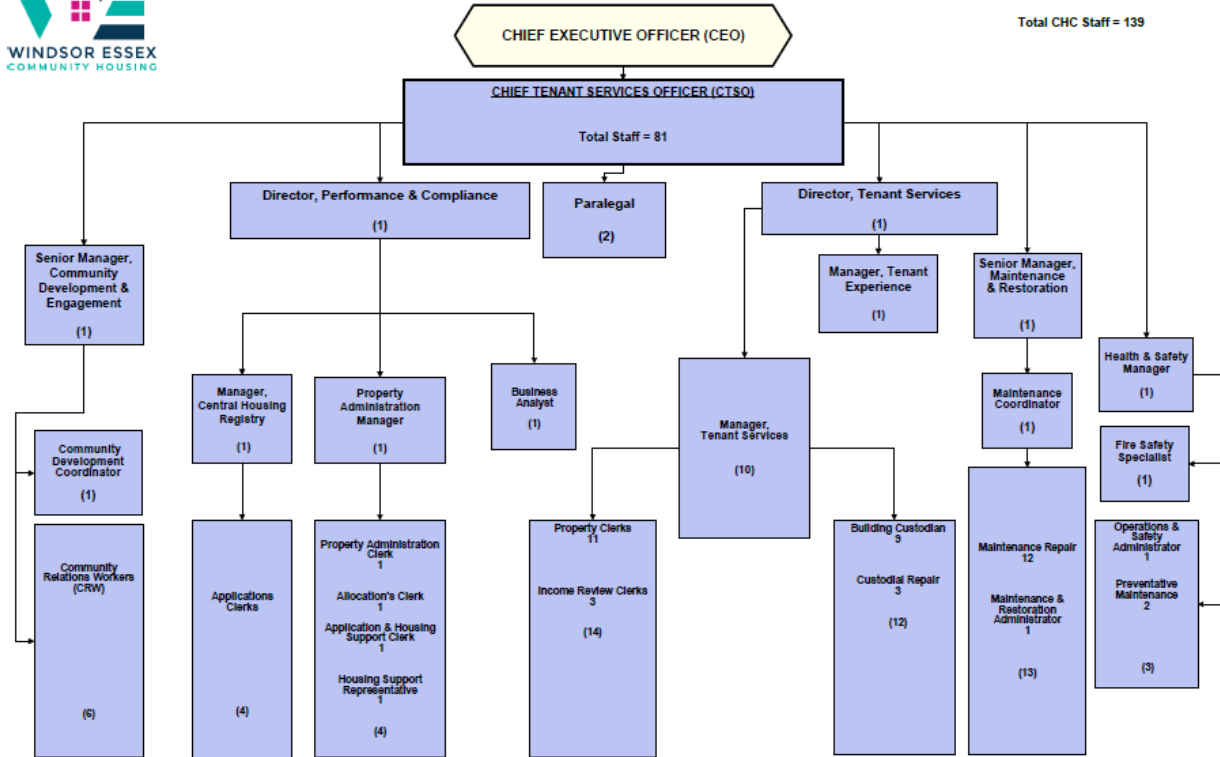 WINDSOR ESSEX
COMMUNITY HOUSING
CHIEF EXECUTIVE OFFICER (CEO)
Total CHC Staff = 139
CHIEF TENANT SERVICES OFFICER (CTSO)
Total Staff = 81
Director, Performance & Compliance
(1)
Paralegal
(2)
Director, Tenant Services
(1)
Senior Manager,
Community
Development &
Engagement
(1)
Manager, Tenant
Experience
(1)
Senior Manager,
Maintenance
& Restoration
(1)
Health & Safety
Manager
(1)
Manager,
Central Housing
Registry
(1)
Property
Administration
Manager
(1)
Business
Analyst
(1)
Manager,
Tenant Services
(10)
Maintenance
Coordinator
(1)
Community
Development
Coordinator
(1)
Fire Safety
Specialist
(1)
Community
Relations Workers
(CRW)
(6)
Applications
Clerks
(4)
Property Administration
Clerk
1
Allocation's Clerk
1
Application & Housing
Support Clerk
1
Housing Support
Representative
1
(4)
Property Clerks
11
Income Review Clerks
3
(14)
Building Custodian
9
Custodial Repair
3
(12)
Maintenance Repair
12
Maintenance &
Restoration
Administrator
1
(13)
Operations &
Safety
Administrator
1
Preventative
Maintenance
2
(3)